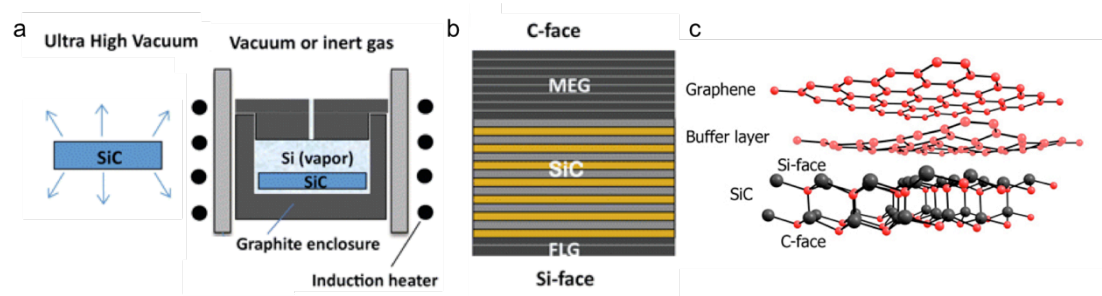 a
Ultra High Vacuum
SiC
Vacuum or inert gas
Si (vapor)
SiC
Graphite enclosure
Induction heater
b
C-face
MEG
SiC
FLG
Si-face
c
Graphene
Buffer layer
Si-face
SiC
C-face